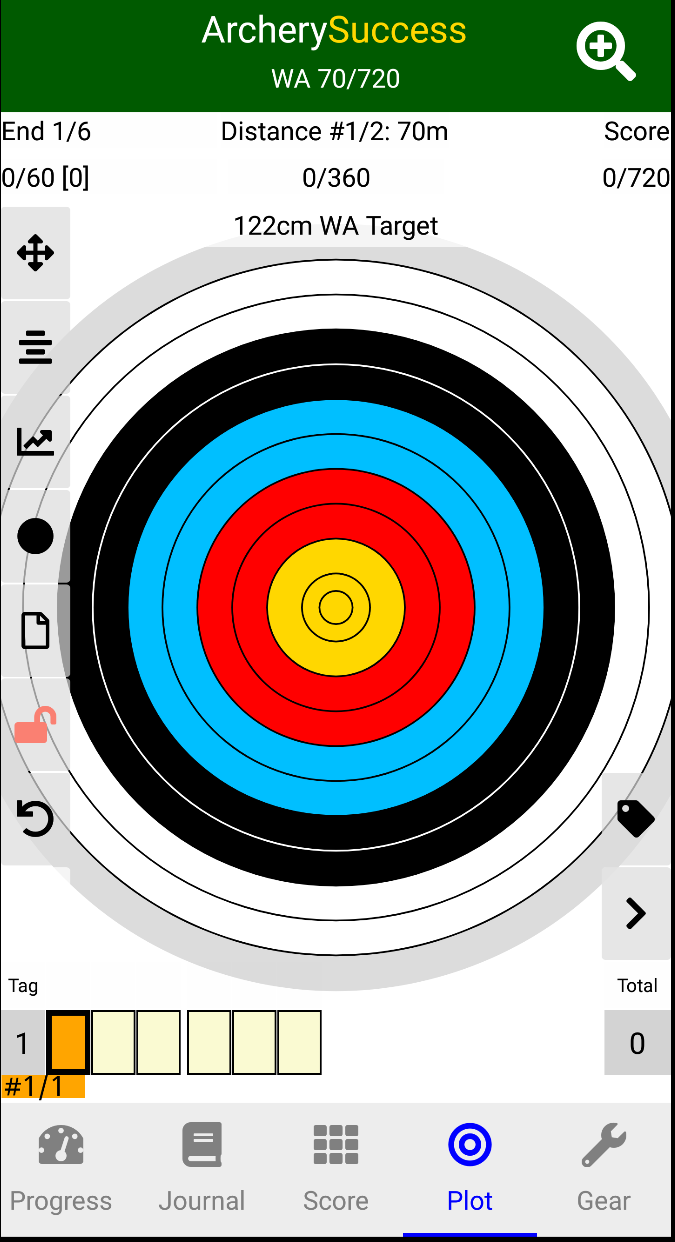 ArcherySuccess
WA 70/720
End 1/6 Distance #1/2: 70m Score
0/60 [0] 0/360 0/720
122cm WA Target
Tag Total
1 0
#1/1
Progress Journal Score Plot Gear